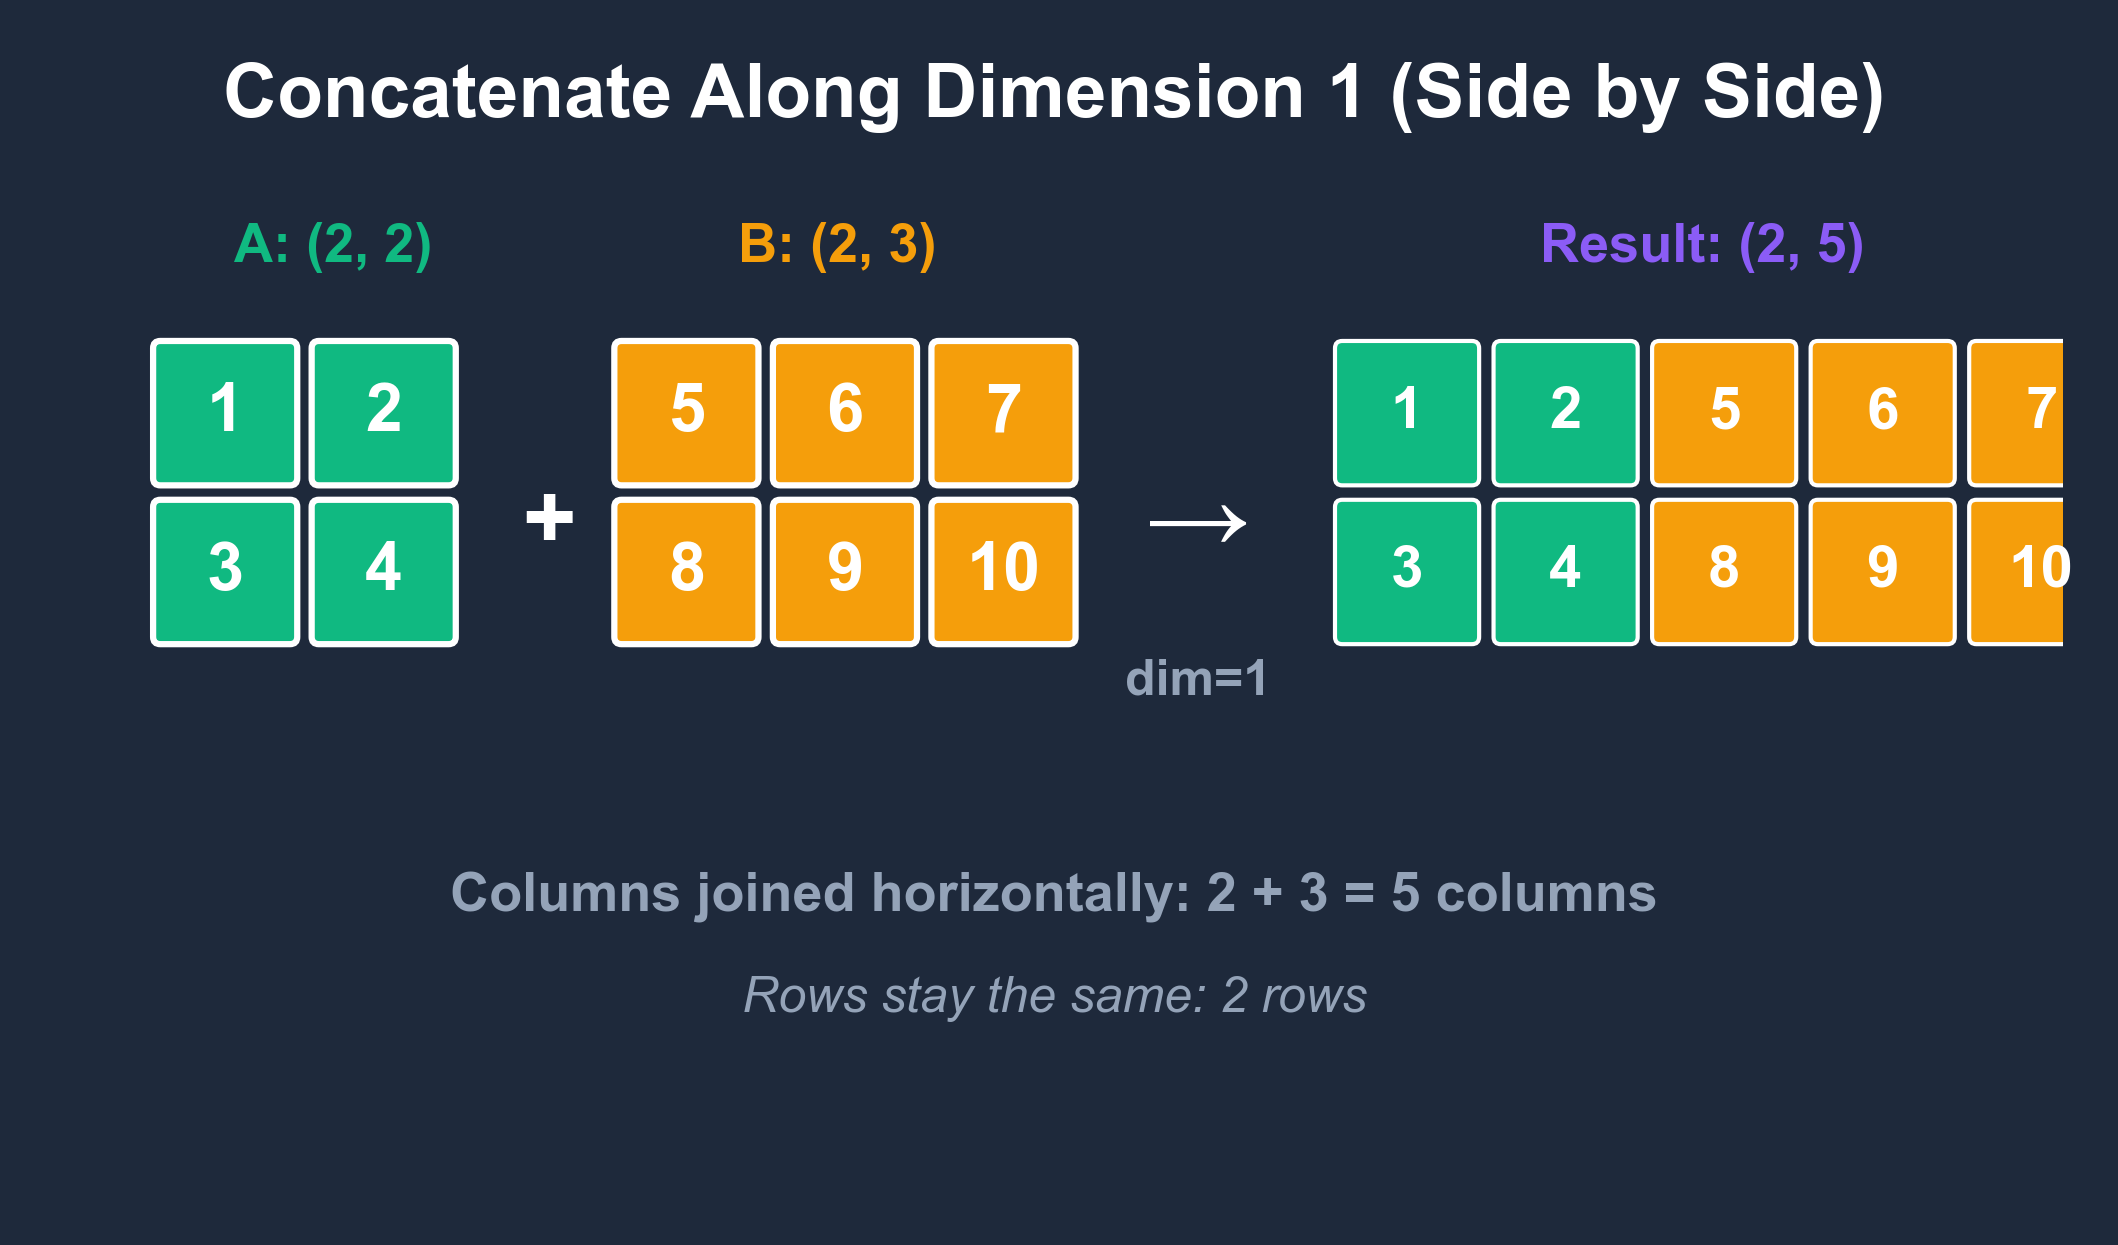 Concatenate Along Dimension 1 (Side by Side)
A: (2, 2) B: (2, 3) Result: (2, 5)
1 2 5 6 7 1 2 5 6 7
+ →
3 4 8 9 10 3 4 8 9 10
dim=1
Columns joined horizontally: 2 + 3 = 5 columns
Rows stay the same: 2 rows